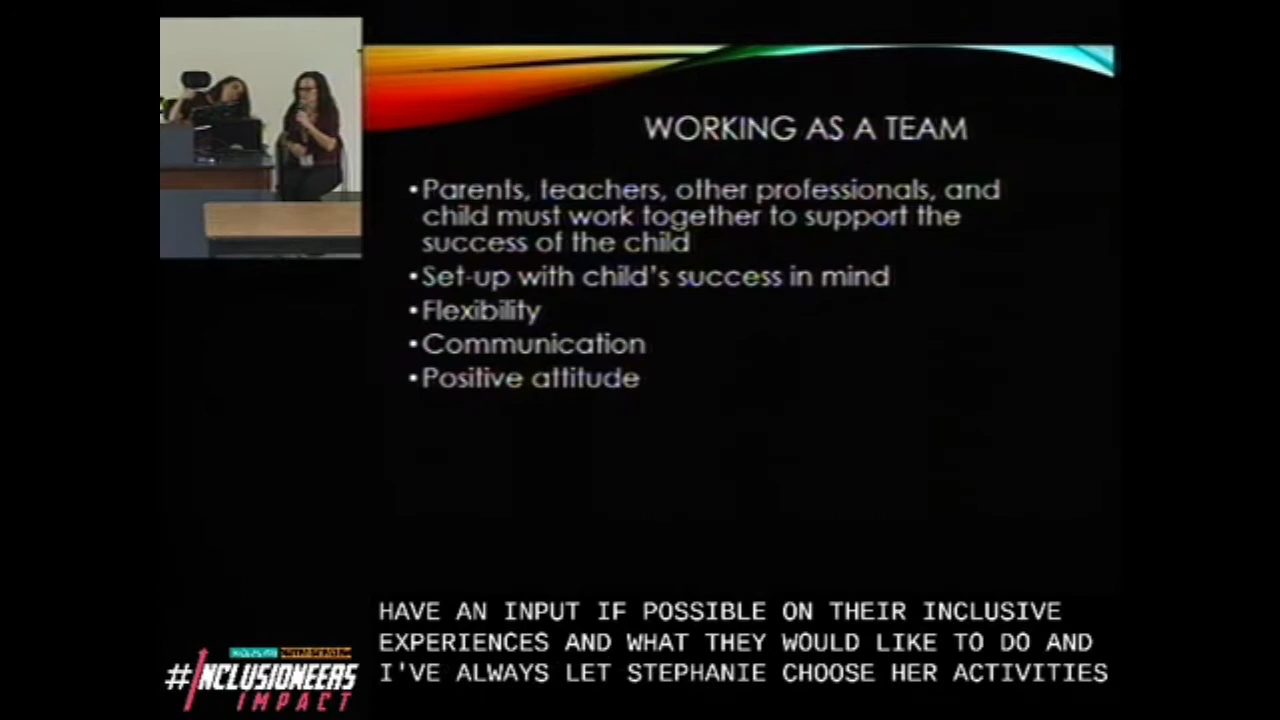 WORKING AS A TEAM
•Parents, teachers, other professionals, and
child must work together to support the
success of the child
•Set-up with child's success in mind
•Flexibility
•Communication
•Positive attitude
HAVE AN INPUT IF POSSIBLE ON THEIR INCLUSIVE
EXPERIENCES AND WHAT THEY WOULD LIKE TO DO AND
I'VE ALWAYS LET STEPHANIE CHOOSE HER ACTIVITIES
#INCLUSIONEERS
IMPACT